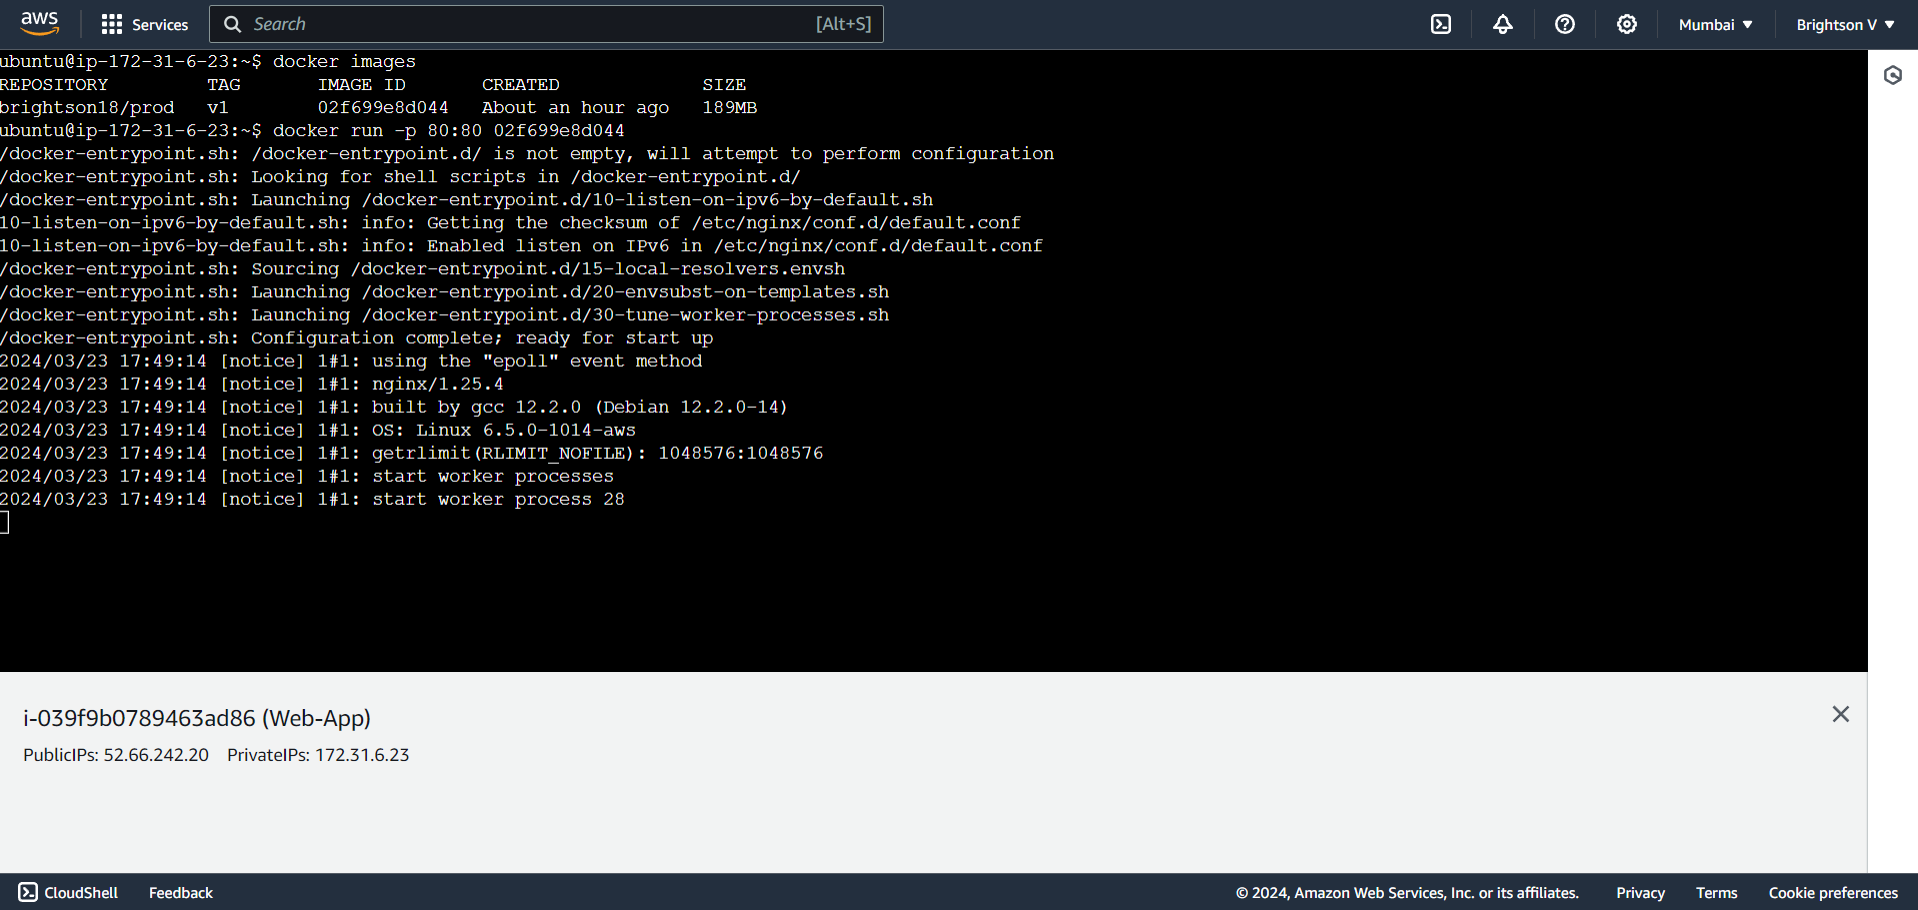 aws Services Search [Alt+S] Mumbai Brightson V
ubuntu@ip-172-31-6-23:~$ docker images
REPOSITORY TAG IMAGE ID CREATED SIZE
brightson18/prod v1 02f699e8d044 About an hour ago 189MB
ubuntu@ip-172-31-6-23:~$ docker run -p 80:80 02f699e8d044
/docker-entrypoint.sh: /docker-entrypoint.d/ is not empty, will attempt to perform configuration
/docker-entrypoint.sh: Looking for shell scripts in /docker-entrypoint.d/
/docker-entrypoint.sh: Launching /docker-entrypoint.d/10-listen-on-ipv6-by-default.sh
10-listen-on-ipv6-by-default.sh: info: Getting the checksum of /etc/nginx/conf.d/default.conf
10-listen-on-ipv6-by-default.sh: info: Enabled listen on IPv6 in /etc/nginx/conf.d/default.conf
/docker-entrypoint.sh: Sourcing /docker-entrypoint.d/15-local-resolvers.envsh
/docker-entrypoint.sh: Launching /docker-entrypoint.d/20-envsubst-on-templates.sh
/docker-entrypoint.sh: Launching /docker-entrypoint.d/30-tune-worker-processes.sh
/docker-entrypoint.sh: Configuration complete; ready for start up
2024/03/23 17:49:14 [notice] 1#1: using the "epoll" event method
2024/03/23 17:49:14 [notice] 1#1: nginx/1.25.4
2024/03/23 17:49:14 [notice] 1#1: built by gcc 12.2.0 (Debian 12.2.0-14)
2024/03/23 17:49:14 [notice] 1#1: OS: Linux 6.5.0-1014-aws
2024/03/23 17:49:14 [notice] 1#1: getrlimit(RLIMIT_NOFILE): 1048576:1048576
2024/03/23 17:49:14 [notice] 1#1: start worker processes
2024/03/23 17:49:14 [notice] 1#1: start worker process 28
i-039f9b0789463ad86 (Web-App)
PublicIPs: 52.66.242.20 PrivateIPs: 172.31.6.23
CloudShell Feedback © 2024, Amazon Web Services, Inc. or its affiliates. Privacy Terms Cookie preferences